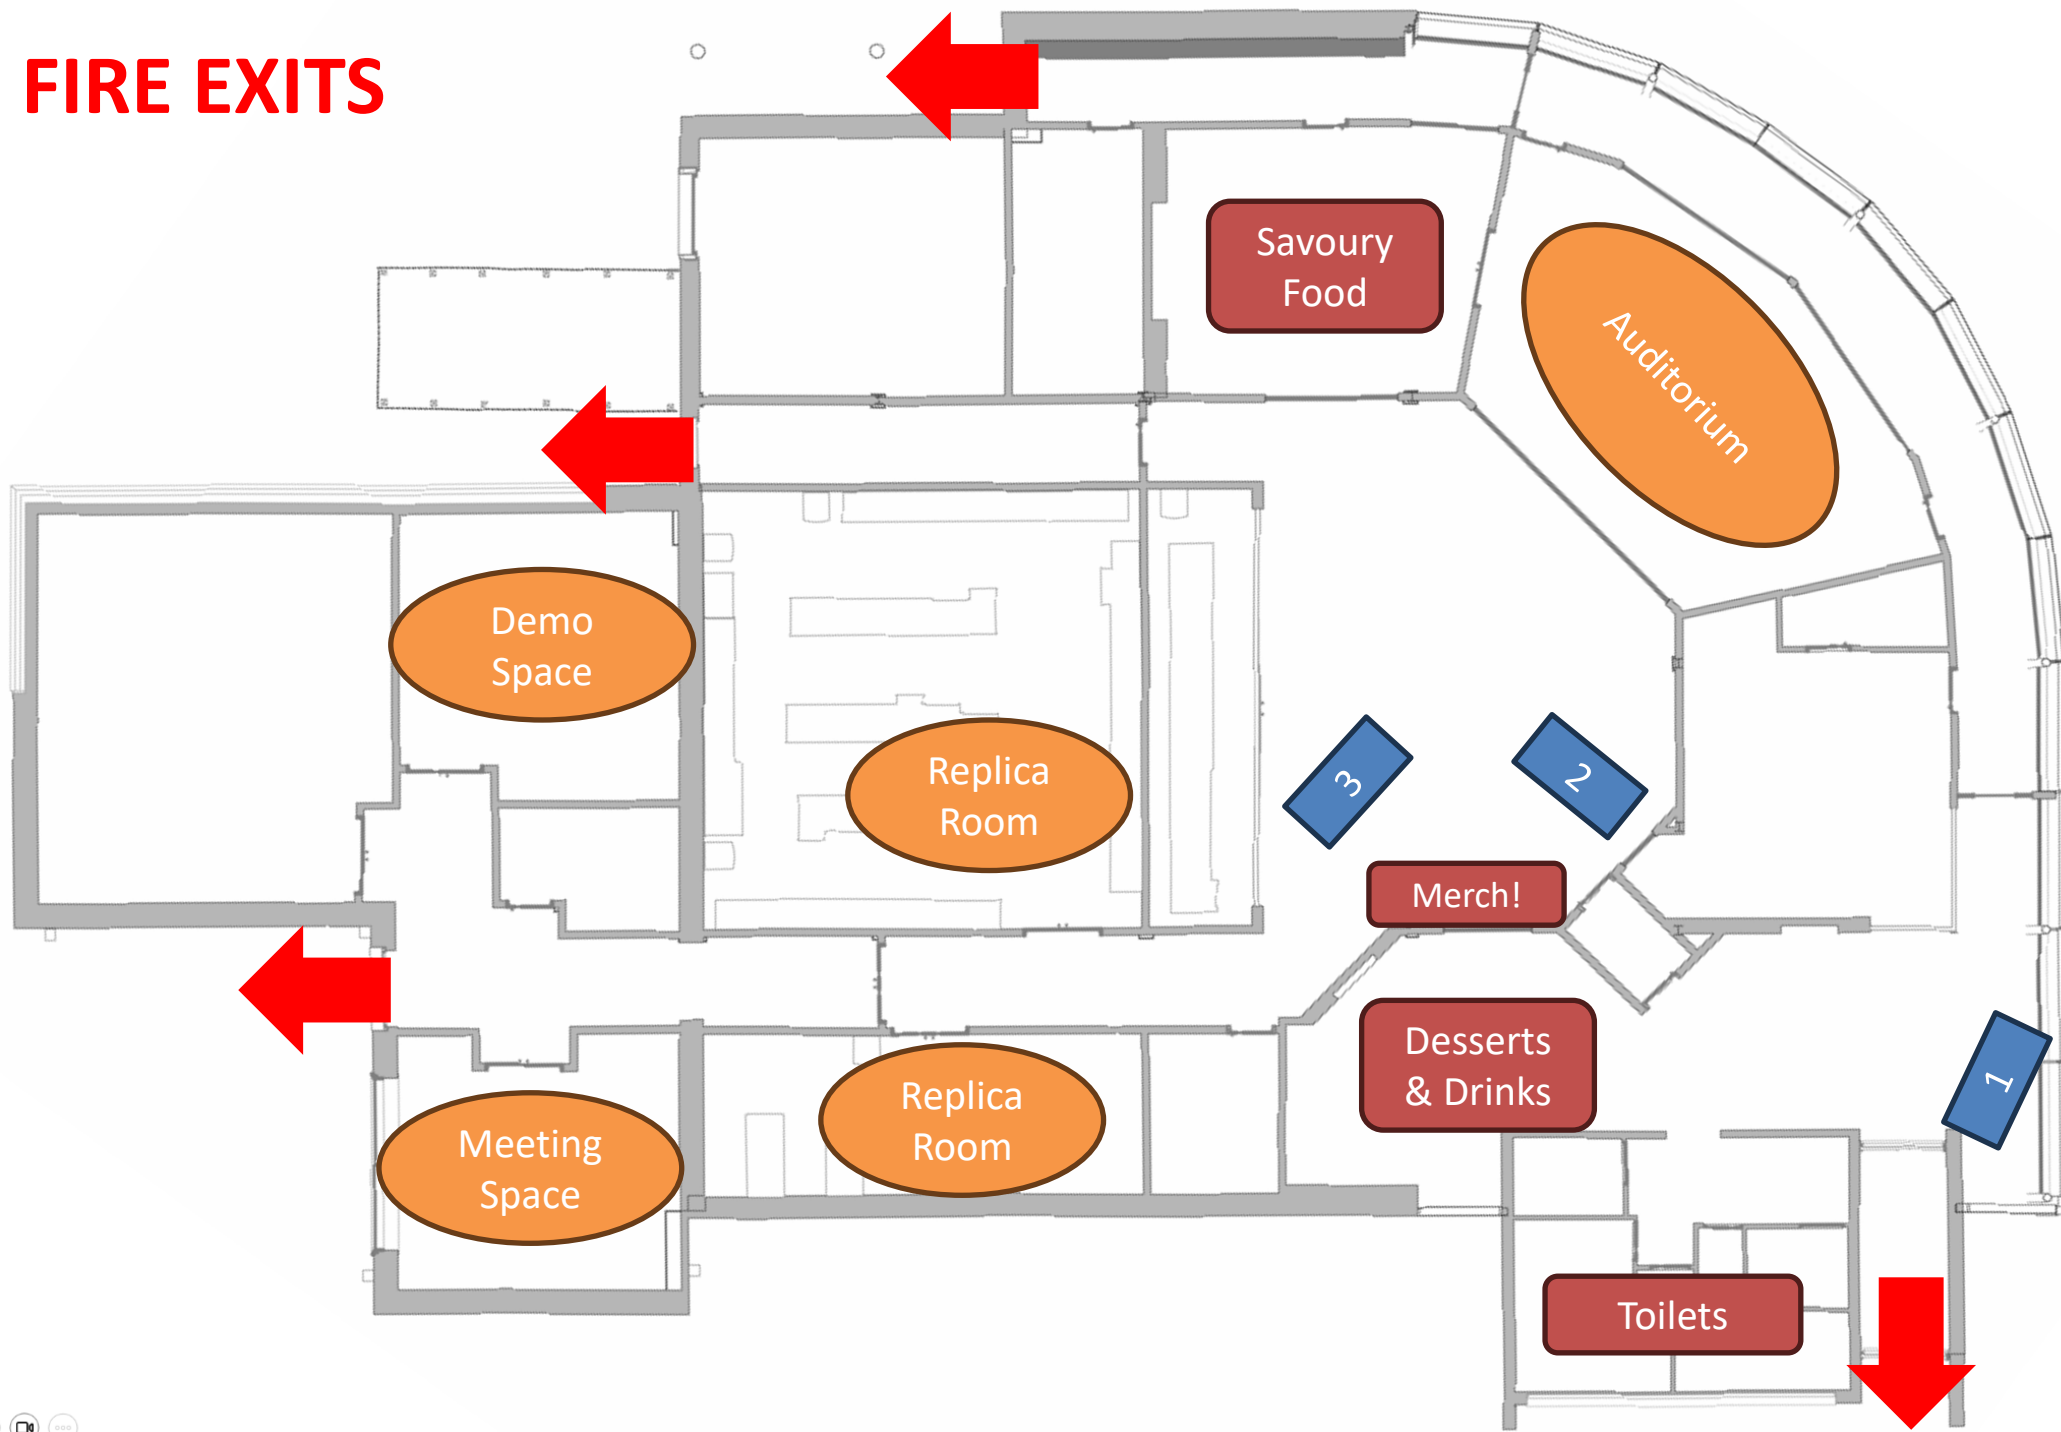 FIRE EXITS
Savoury
Food
Auditorium
Demo
Space
Replica
Room
3
2
Merch!
Desserts
& Drinks
1
Replica
Room
Meeting
Space
Toilets